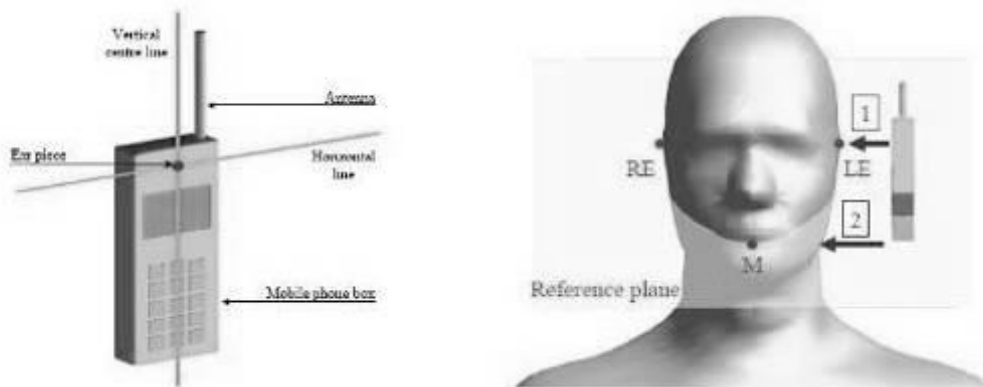 Vertical
centre line
Antenna
Ear piece
Horizontal
line
Mobile phone box
1
RE
LE
2
M
Reference plane